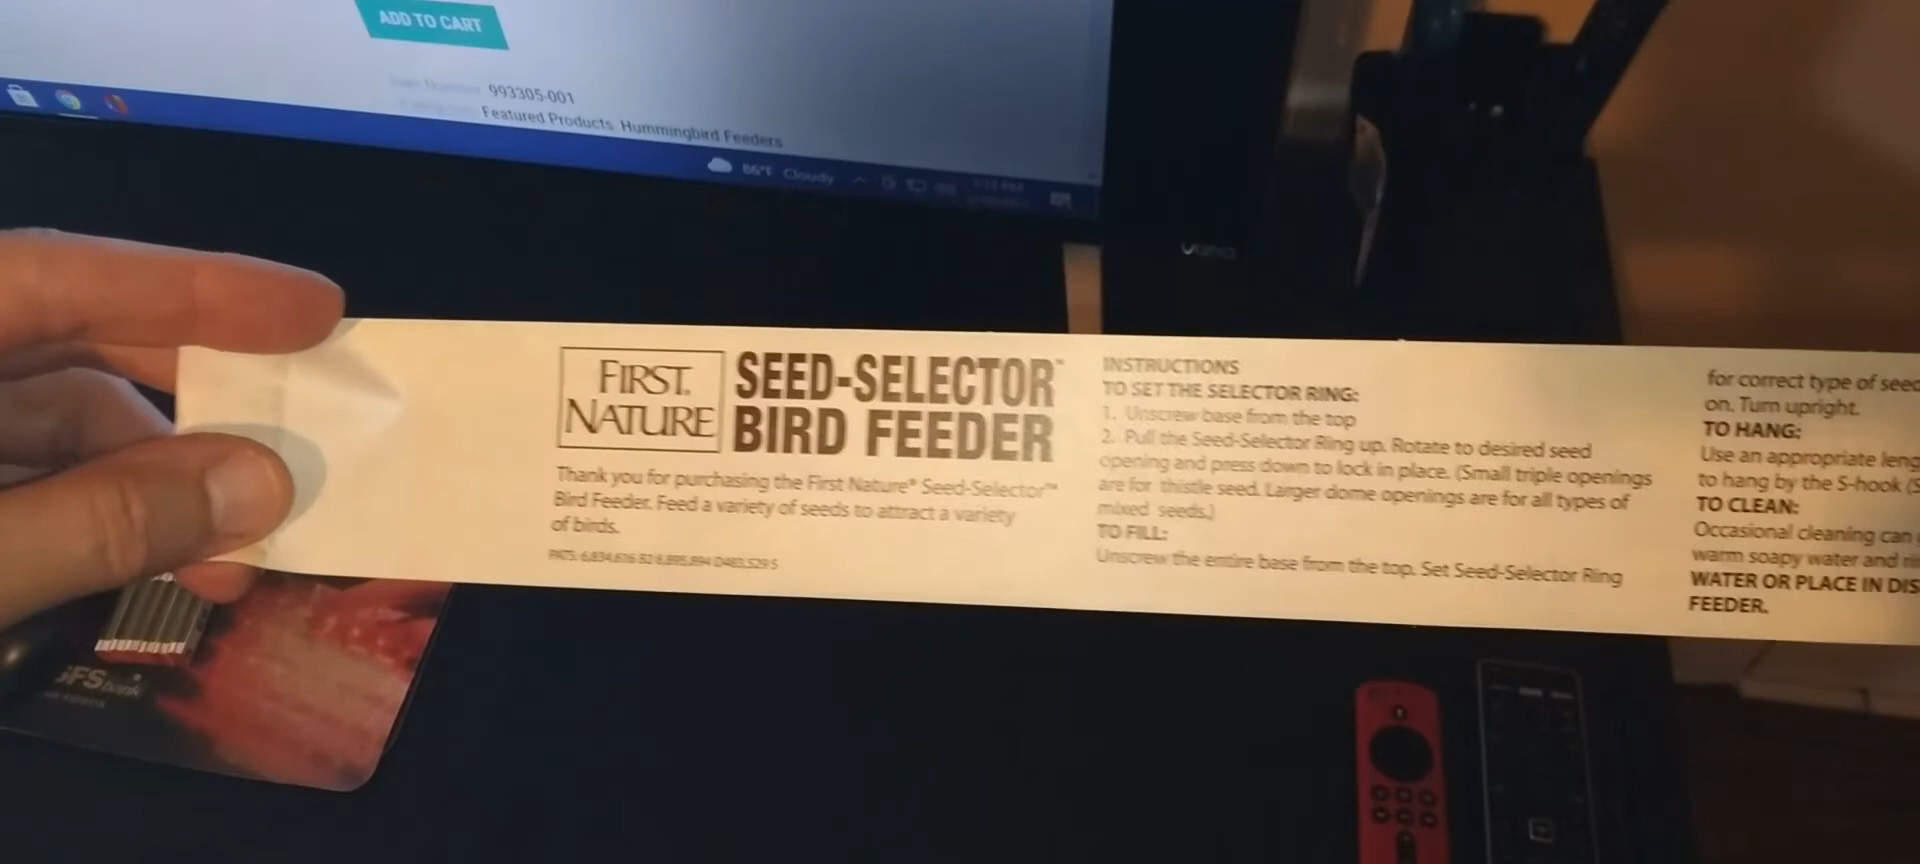 ADD TO CART
993305-001
Featured Products, Hummingbird Feeders
86°F Cloudy
VIZIO
FIRST
NATURE
SEED-SELECTOR™
BIRD FEEDER
Thank you for purchasing the First Nature® Seed-Selector™
Bird Feeder. Feed a variety of seeds to attract a variety
of birds.
INSTRUCTIONS
TO SET THE SELECTOR RING:
1. Unscrew base from the top
2. Pull the Seed-Selector Ring up. Rotate to desired seed
opening and press down to lock in place. (Small triple openings
are for thistle seed. Larger dome openings are for all types of
mixed seeds.)
TO FILL:
Unscrew the entire base from the top. Set Seed-Selector Ring
for correct type of seed
on. Turn upright.
TO HANG:
Use an appropriate
to hang by the S-hook
TO CLEAN:
Occasional cleaning can
warm soapy water and
WATER OR PLACE IN
FEEDER.
bank